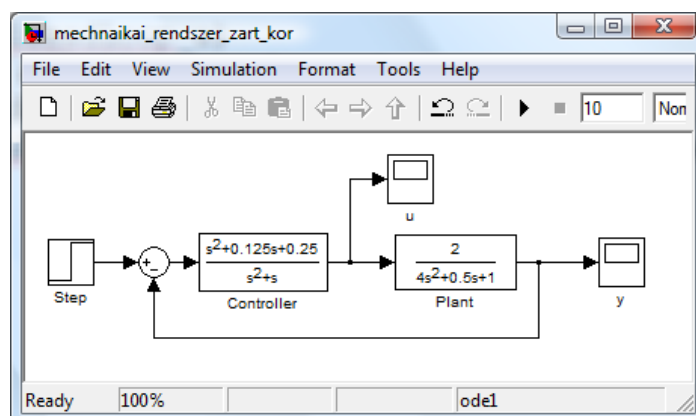 mechnaikai_rendszer_zart_kor
File Edit View Simulation Format Tools Help
10 Nor
u
s²+0.125s+0.25
s²+s
2
4s²+0.5s+1
Step
Controller
Plant
y
Ready 100% ode1